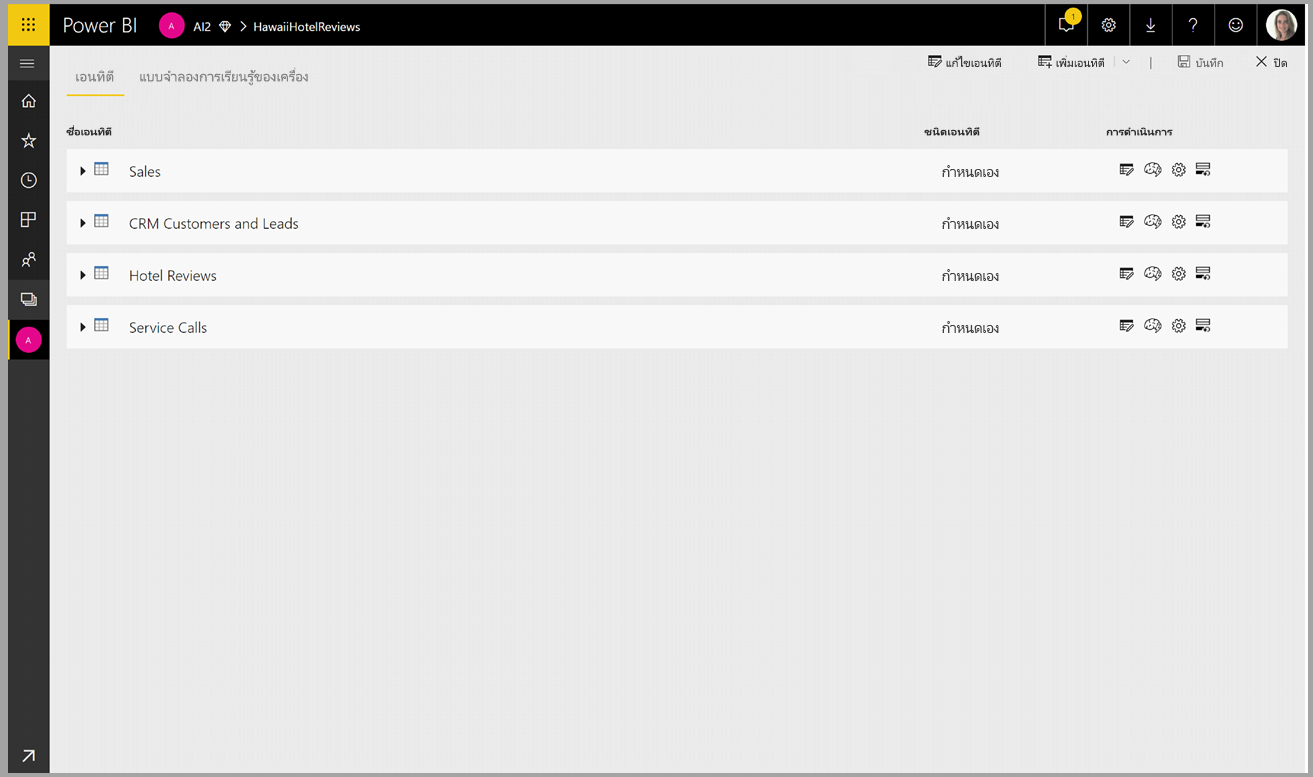 Power BI A AI2 > HawaiiHotelReviews 1 ?
เอนทิตี แบบจำลองการเรียนรู้ของเครื่อง แก้ไขเอนทิตี เพิ่มเอนทิตี | บันทึก ปิด
ชื่อเอนทิตี ชนิดเอนทิตี การดำเนินการ
Sales กำหนดเอง
CRM Customers and Leads กำหนดเอง
Hotel Reviews กำหนดเอง
Service Calls กำหนดเอง
A